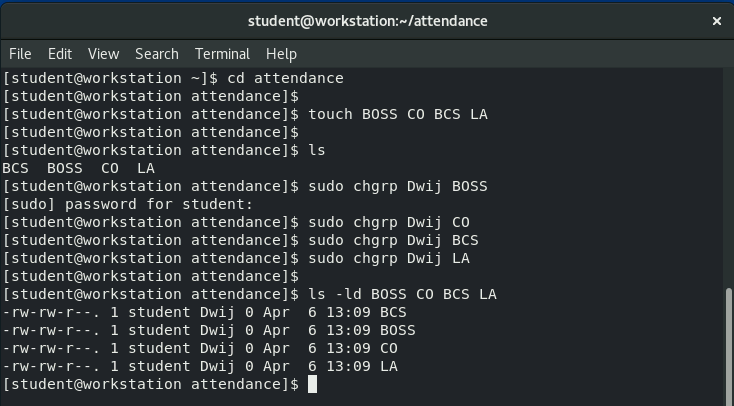 student@workstation:~/attendance
File Edit View Search Terminal Help
[student@workstation ~]$ cd attendance
[student@workstation attendance]$
[student@workstation attendance]$ touch BOSS CO BCS LA
[student@workstation attendance]$
[student@workstation attendance]$ ls
BCS  BOSS  CO  LA
[student@workstation attendance]$ sudo chgrp Dwij BOSS
[sudo] password for student:
[student@workstation attendance]$ sudo chgrp Dwij CO
[student@workstation attendance]$ sudo chgrp Dwij BCS
[student@workstation attendance]$ sudo chgrp Dwij LA
[student@workstation attendance]$
[student@workstation attendance]$ ls -ld BOSS CO BCS LA
-rw-rw-r--. 1 student Dwij 0 Apr  6 13:09 BCS
-rw-rw-r--. 1 student Dwij 0 Apr  6 13:09 BOSS
-rw-rw-r--. 1 student Dwij 0 Apr  6 13:09 CO
-rw-rw-r--. 1 student Dwij 0 Apr  6 13:09 LA
[student@workstation attendance]$